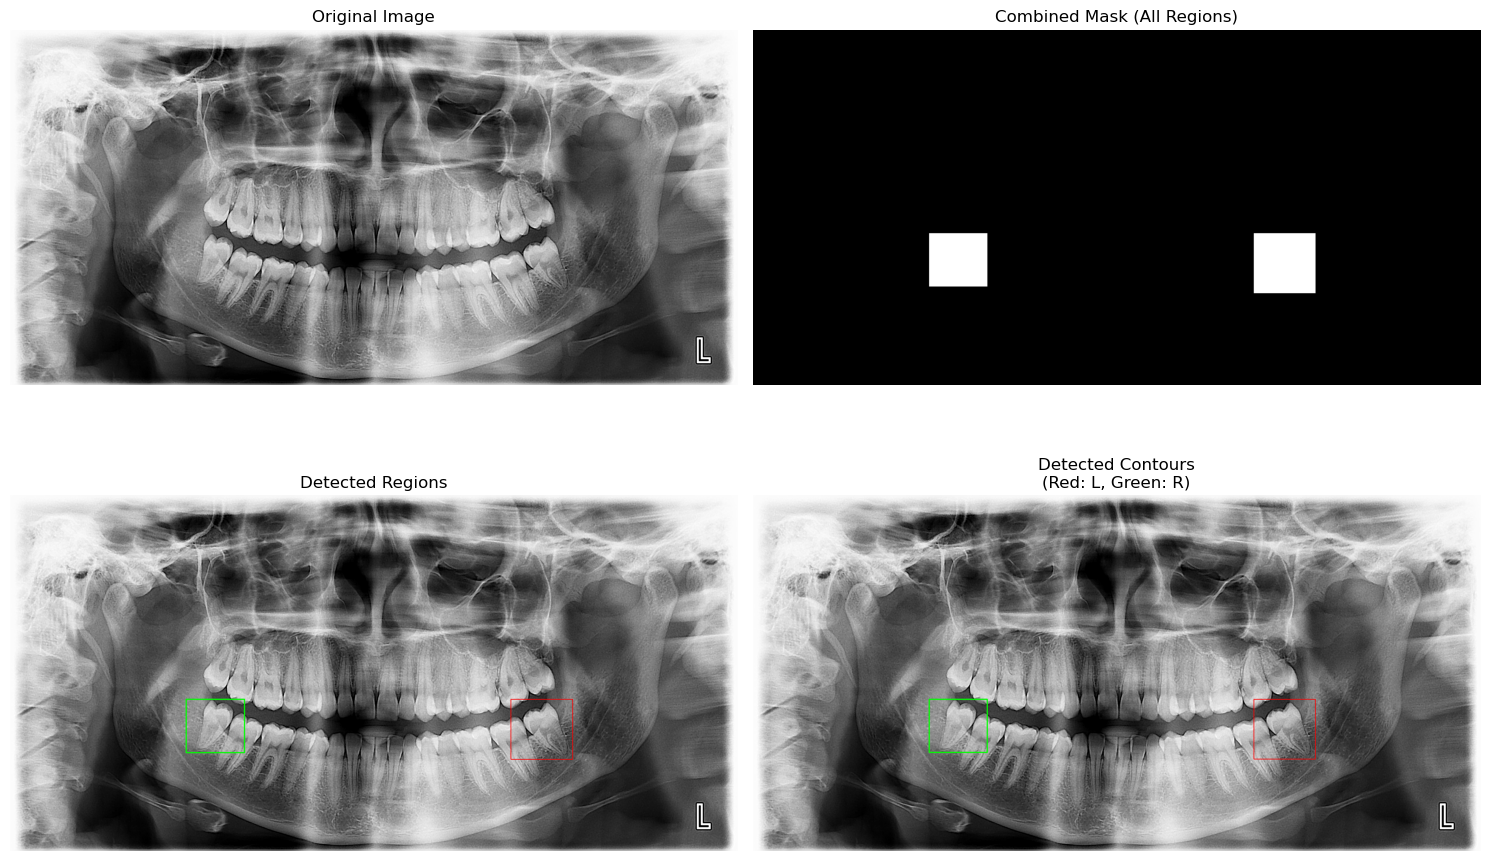 Original Image
Combined Mask (All Regions)
L
Detected Regions
Detected Contours
(Red: L, Green: R)
L
L